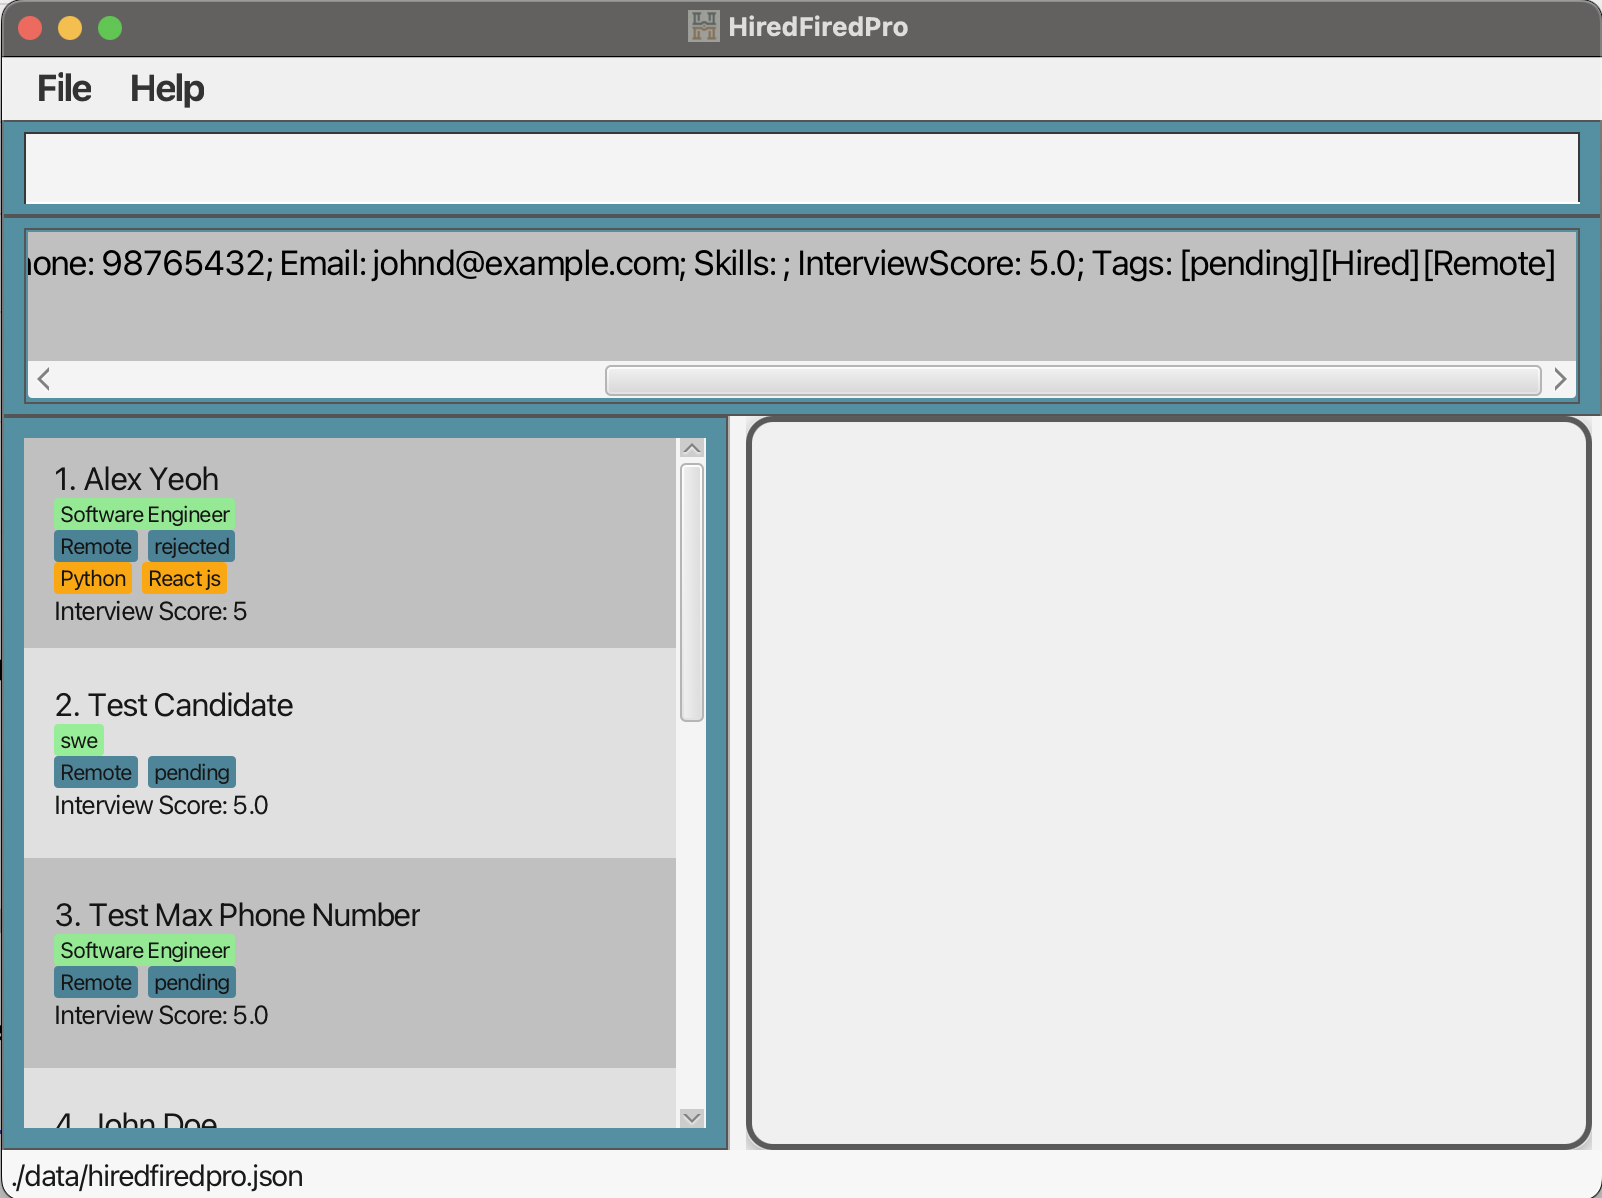 HiredFiredPro
File Help
hone: 98765432; Email: johnd@example.com; Skills: ; InterviewScore: 5.0; Tags: [pending][Hired][Remote]
1. Alex Yeoh
Software Engineer
Remote rejected
Python React js
Interview Score: 5
2. Test Candidate
swe
Remote pending
Interview Score: 5.0
3. Test Max Phone Number
Software Engineer
Remote pending
Interview Score: 5.0
4. John Doe
./data/hiredfiredpro.json